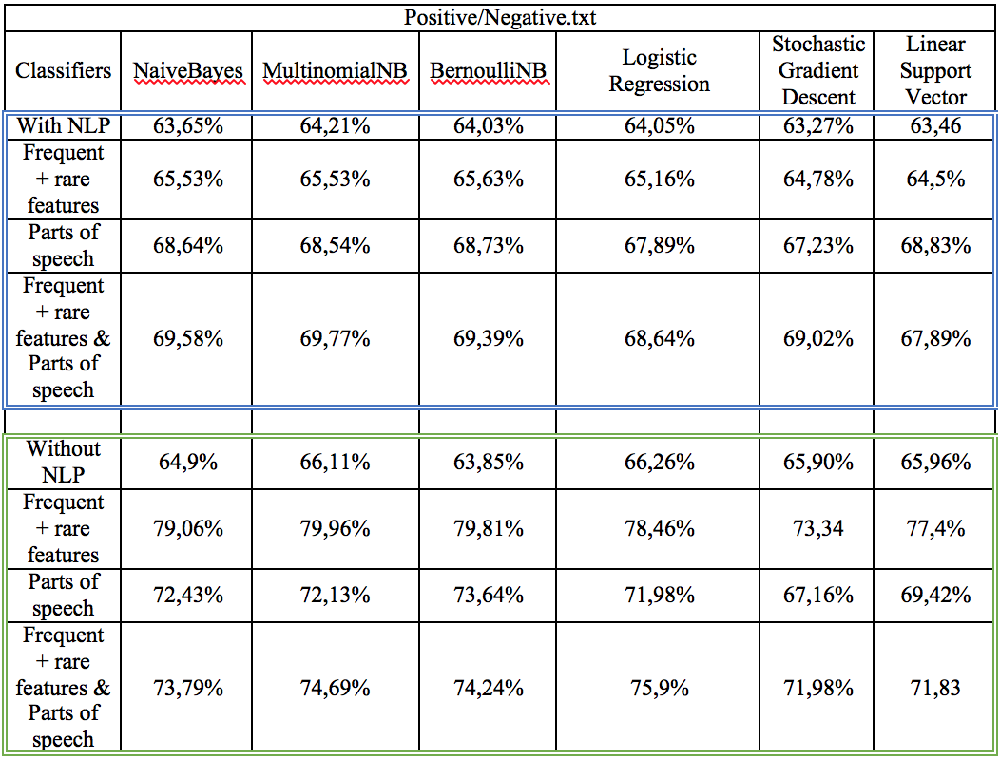 Positive/Negative.txt
Classifiers NaiveBayes MultinomialNB BernoulliNB Logistic Regression Stochastic Gradient Descent Linear Support Vector
With NLP 63,65% 64,21% 64,03% 64,05% 63,27% 63,46
Frequent + rare features 65,53% 65,53% 65,63% 65,16% 64,78% 64,5%
Parts of speech 68,64% 68,54% 68,73% 67,89% 67,23% 68,83%
Frequent + rare features & Parts of speech 69,58% 69,77% 69,39% 68,64% 69,02% 67,89%
Without NLP 64,9% 66,11% 63,85% 66,26% 65,90% 65,96%
Frequent + rare features 79,06% 79,96% 79,81% 78,46% 73,34 77,4%
Parts of speech 72,43% 72,13% 73,64% 71,98% 67,16% 69,42%
Frequent + rare features & Parts of speech 73,79% 74,69% 74,24% 75,9% 71,98% 71,83